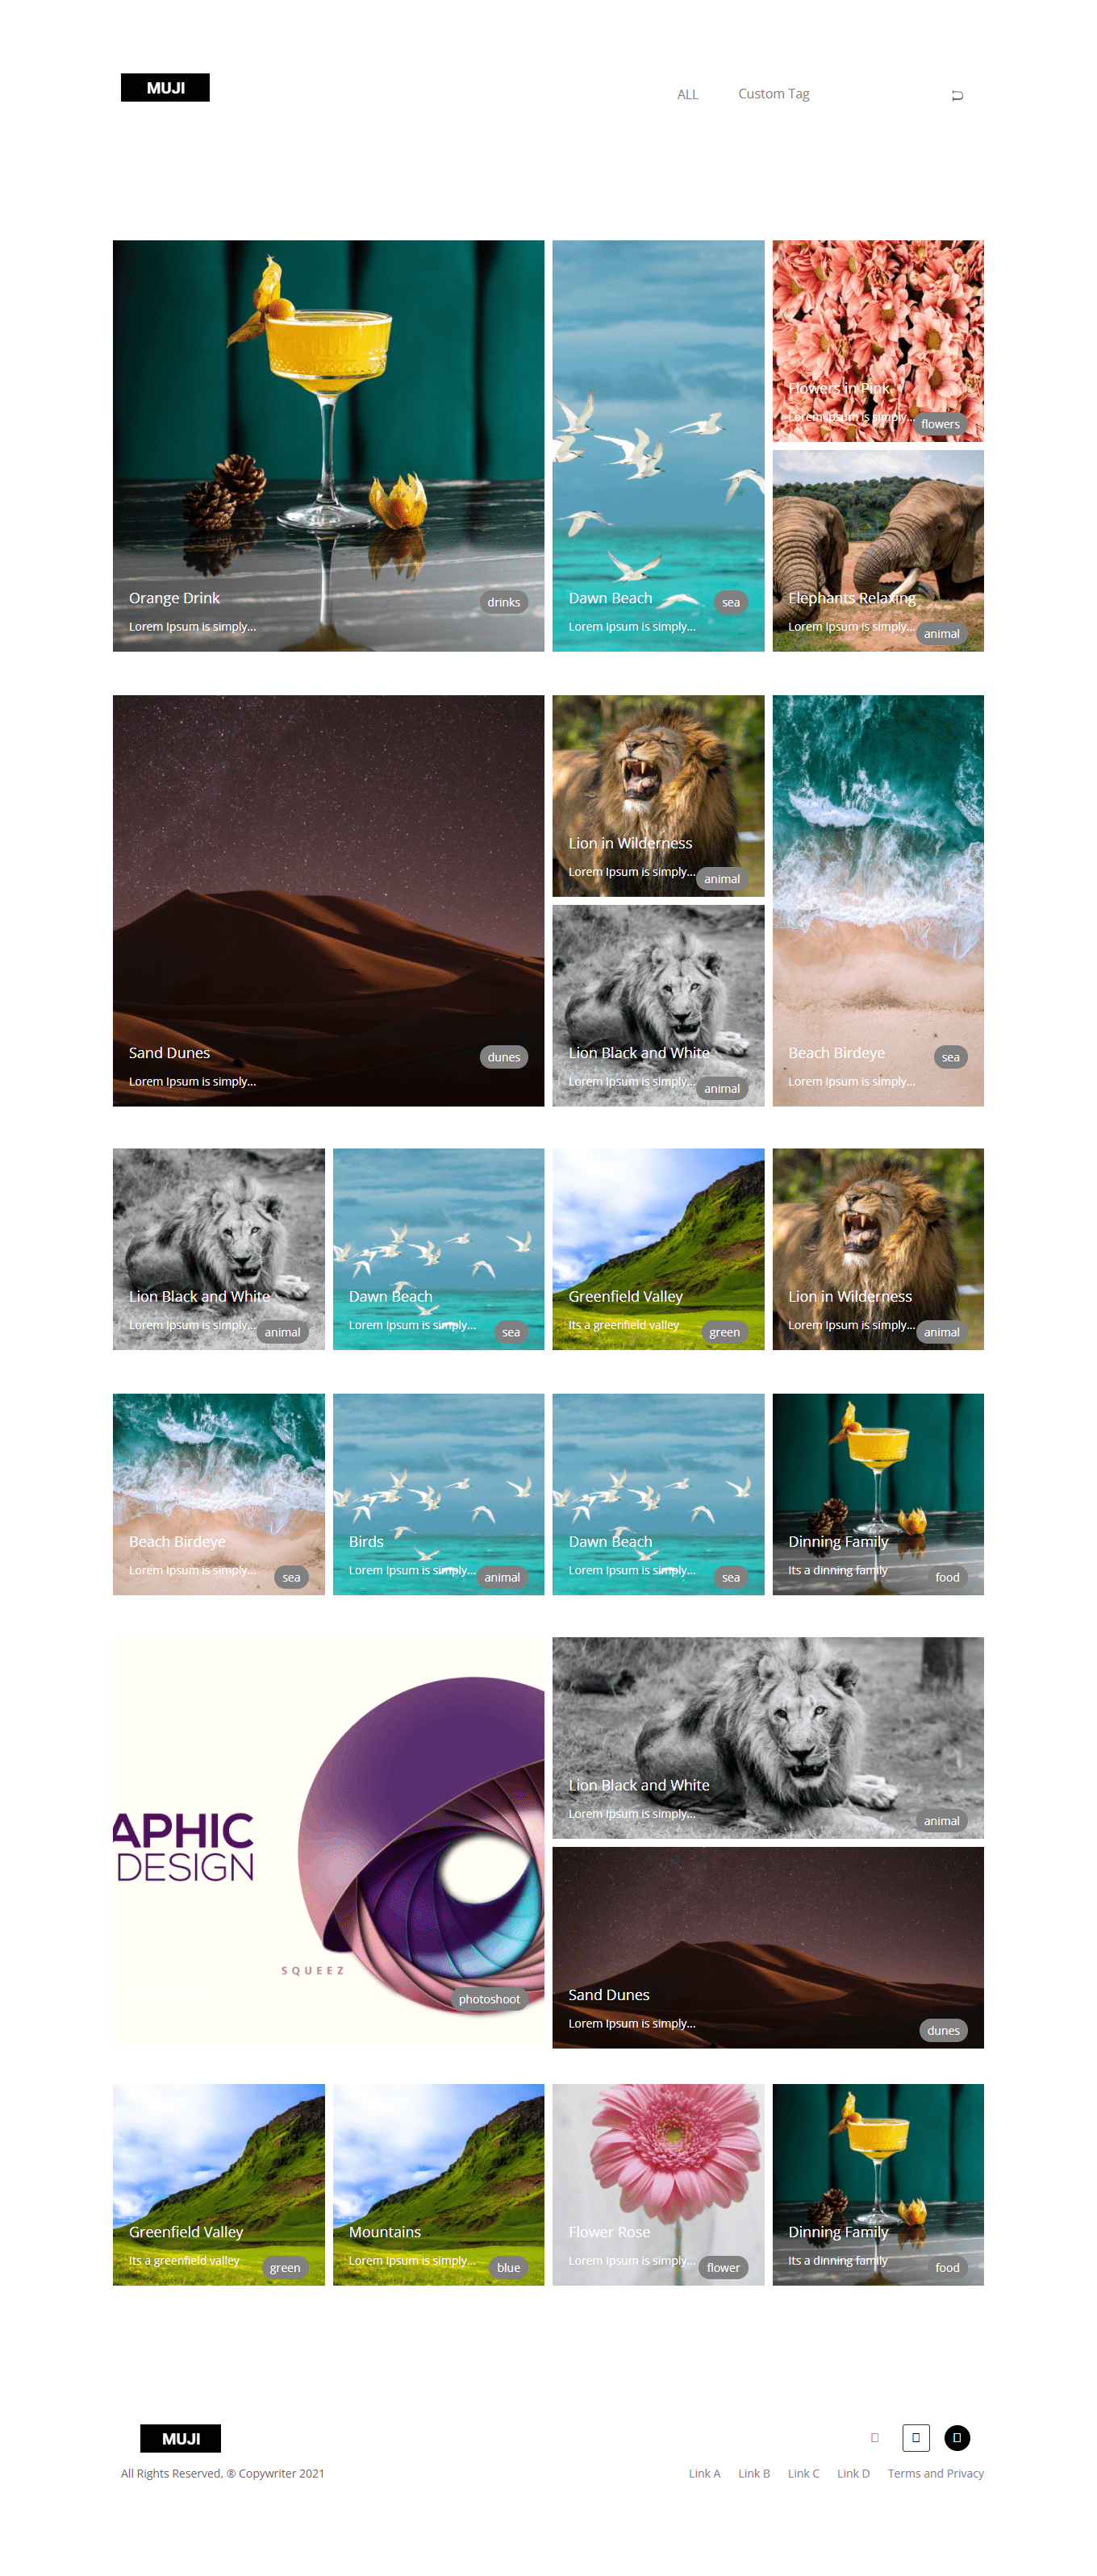 MUJI
ALL
Custom Tag
Orange Drink
drinks
Lorem Ipsum is simply...
Dawn Beach
sea
Lorem Ipsum is simply...
Flowers in Pink
Lorem Ipsum is simply...
flowers
Elephants Relaxing
Lorem Ipsum is simply...
animal
Sand Dunes
dunes
Lorem Ipsum is simply...
Lion in Wilderness
Lorem Ipsum is simply...
animal
Lion Black and White
Lorem Ipsum is simply...
animal
Beach Birdeye
sea
Lorem Ipsum is simply...
Lion Black and White
Lorem Ipsum is simply...
animal
Dawn Beach
Lorem Ipsum is simply...
sea
Greenfield Valley
Its a greenfield valley
green
Lion in Wilderness
Lorem Ipsum is simply...
animal
Beach Birdeye
Lorem Ipsum is simply...
sea
Birds
Lorem Ipsum is simply...
animal
Dawn Beach
Lorem Ipsum is simply...
sea
Dinning Family
Its a dinning family
food
APHIC
DESIGN
SQUEEZ
photoshoot
Lion Black and White
Lorem Ipsum is simply...
animal
Sand Dunes
Lorem Ipsum is simply...
dunes
Greenfield Valley
Its a greenfield valley
green
Mountains
Lorem Ipsum is simply...
blue
Flower Rose
Lorem Ipsum is simply...
flower
Dinning Family
Its a dinning family
food
MUJI
All Rights Reserved, ® Copywriter 2021
Link A
Link B
Link C
Link D
Terms and Privacy